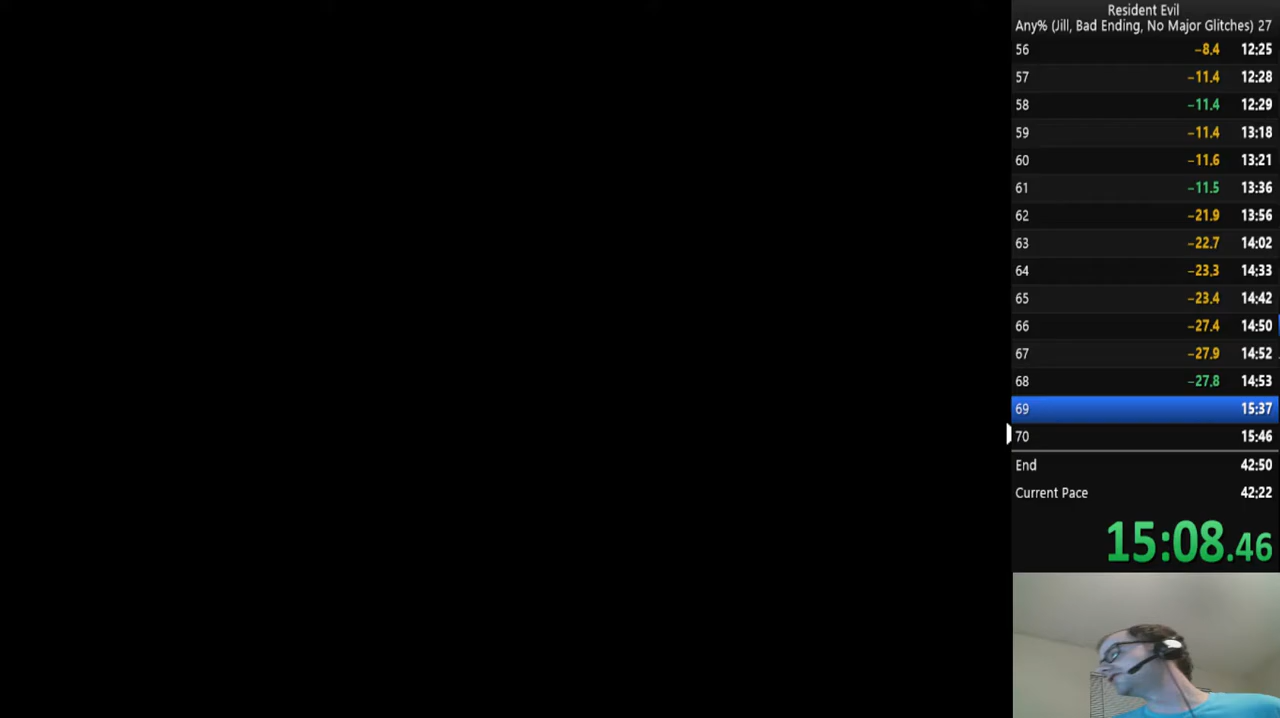 Resident Evil
Any% (Jill, Bad Ending, No Major Glitches) 27
56 −8.4 12:25
57 −11.4 12:28
58 −11.4 12:29
59 −11.4 13:18
60 −11.6 13:21
61 −11.5 13:36
62 −21.9 13:56
63 −22.7 14:02
64 −23.3 14:33
65 −23.4 14:42
66 −27.4 14:50
67 −27.9 14:52
68 −27.8 14:53
69 15:37
70 15:46
End 42:50
Current Pace 42:22
15:08.46